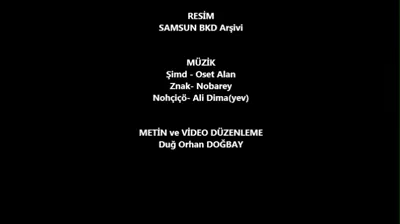 RESİM
SAMSUN BKD Arşivi
MÜZİK
Şimd - Oset Alan
Znak- Nobarey
Nohçiçö- Ali Dima(yev)
METİN ve VİDEO DÜZENLEME
Duğ Orhan DOĞBAY